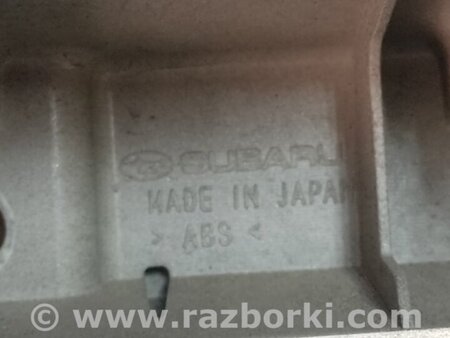 SUBARU
MADE IN JAPAN
> ABS <
© www.razborki.com